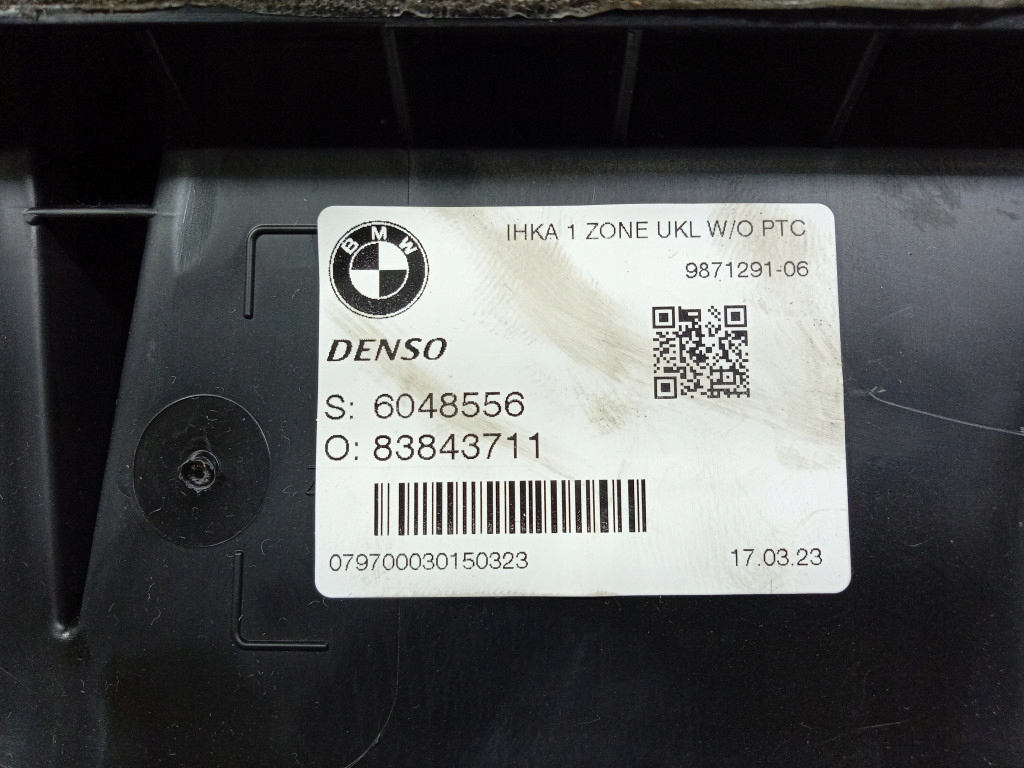 BMW
IHKA 1 ZONE UKL W/O PTC
9871291-06
DENSO
S: 6048556
O: 83843711
079700030150323
17.03.23